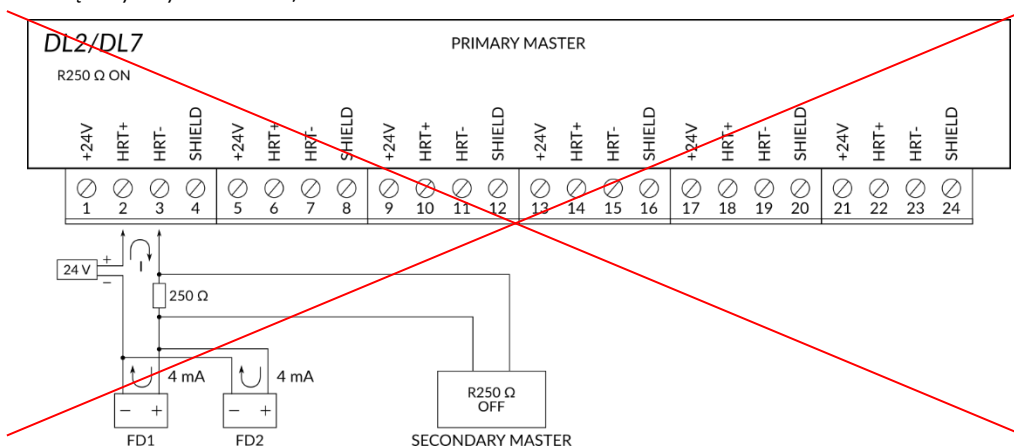 DL2/DL7
PRIMARY MASTER
R250 Ω ON
+24V HRT+ HRT- SHIELD +24V HRT+ HRT- SHIELD +24V HRT+ HRT- SHIELD +24V HRT+ HRT- SHIELD +24V HRT+ HRT- SHIELD +24V HRT+ HRT- SHIELD
1 2 3 4 5 6 7 8 9 10 11 12 13 14 15 16 17 18 19 20 21 22 23 24
24 V + − I
250 Ω
4 mA 4 mA
− + − +
R250 Ω
OFF
FD1 FD2 SECONDARY MASTER